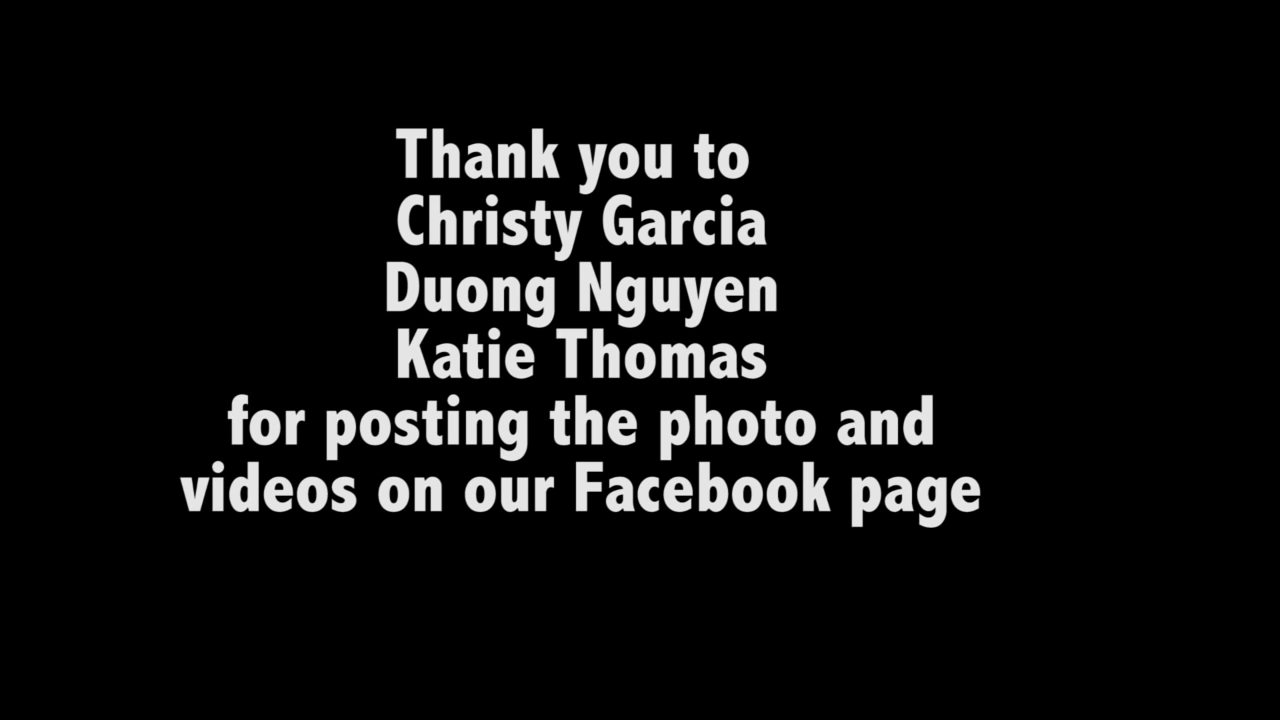 Thank you to
Christy Garcia
Duong Nguyen
Katie Thomas
for posting the photo and
videos on our Facebook page